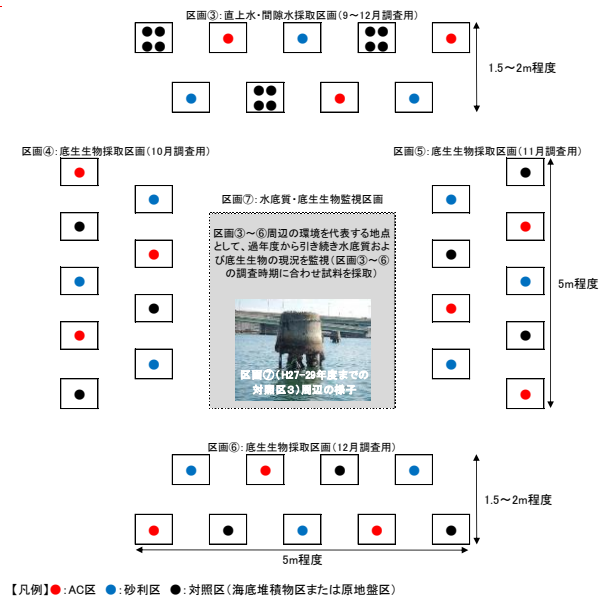 区画③：直上水・間隙水採取区画（9～12月調査用）
1.5～2m程度
区画④：底生生物採取区画（10月調査用）
区画⑤：底生生物採取区画（11月調査用）
区画⑦：水底質・底生生物監視区画
区画③～⑥周辺の環境を代表する地点
として、過年度から引き続き水底質およ
び底生生物の現況を監視（区画③～⑥
の調査時期に合わせ試料を採取）
5m程度
区画⑦（H27-29年度までの
対照区3）周辺の様子
区画⑥：底生生物採取区画（12月調査用）
1.5～2m程度
5m程度
【凡例】●：AC区 ●：砂利区 ●：対照区（海底堆積物区または原地盤区）